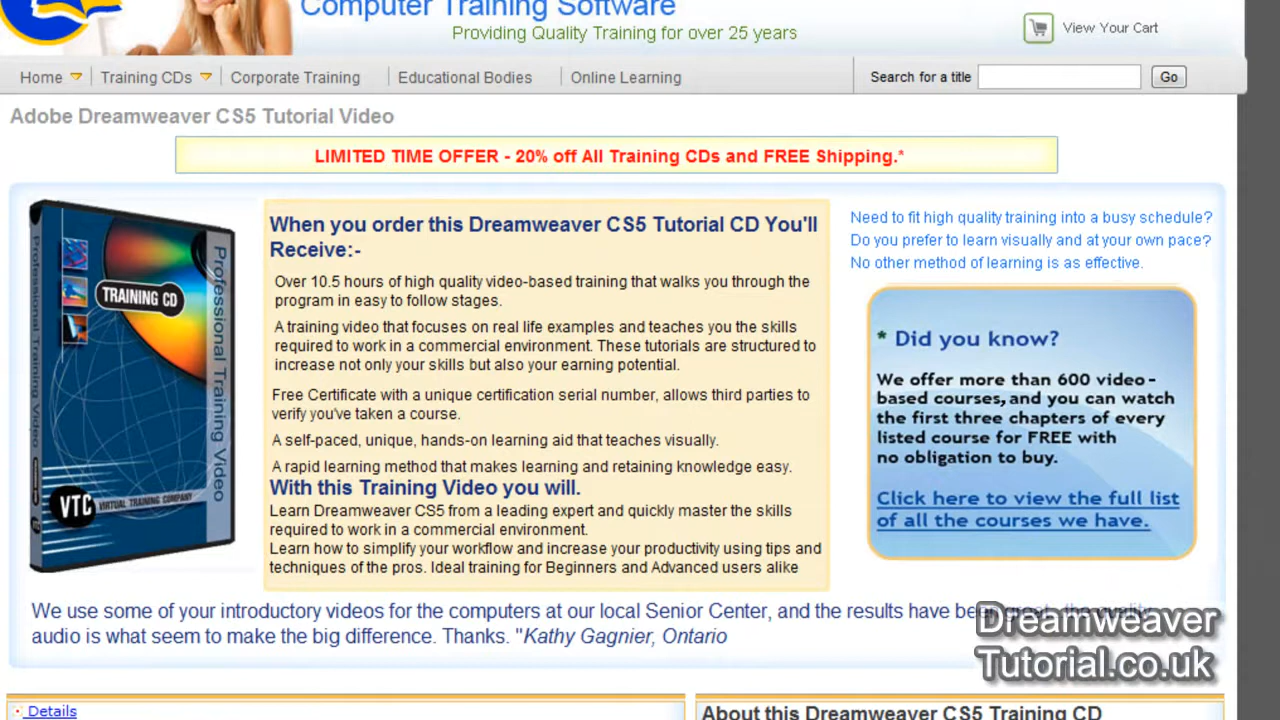 Computer Training Software
Providing Quality Training for over 25 years
View Your Cart
Home
Training CDs
Corporate Training
Educational Bodies
Online Learning
Search for a title
Go
Adobe Dreamweaver CS5 Tutorial Video
LIMITED TIME OFFER - 20% off All Training CDs and FREE Shipping.*
Professional Training Video
TRAINING CD
Professional Training Video
VTC VIRTUAL TRAINING COMPANY
When you order this Dreamweaver CS5 Tutorial CD You'll
Receive:-
Over 10.5 hours of high quality video-based training that walks you through the
program in easy to follow stages.
A training video that focuses on real life examples and teaches you the skills
required to work in a commercial environment. These tutorials are structured to
increase not only your skills but also your earning potential.
Free Certificate with a unique certification serial number, allows third parties to
verify you've taken a course.
A self-paced, unique, hands-on learning aid that teaches visually.
A rapid learning method that makes learning and retaining knowledge easy.
With this Training Video you will.
Learn Dreamweaver CS5 from a leading expert and quickly master the skills
required to work in a commercial environment.
Learn how to simplify your workflow and increase your productivity using tips and
techniques of the pros. Ideal training for Beginners and Advanced users alike
Need to fit high quality training into a busy schedule?
Do you prefer to learn visually and at your own pace?
No other method of learning is as effective.
* Did you know?
We offer more than 600 video-
based courses, and you can watch
the first three chapters of every
listed course for FREE with
no obligation to buy.
Click here to view the full list
of all the courses we have.
We use some of your introductory videos for the computers at our local Senior Center, and the results have been great, the quality
audio is what seem to make the big difference. Thanks. "Kathy Gagnier, Ontario
Dreamweaver
Tutorial.co.uk
Details
About this Dreamweaver CS5 Training CD